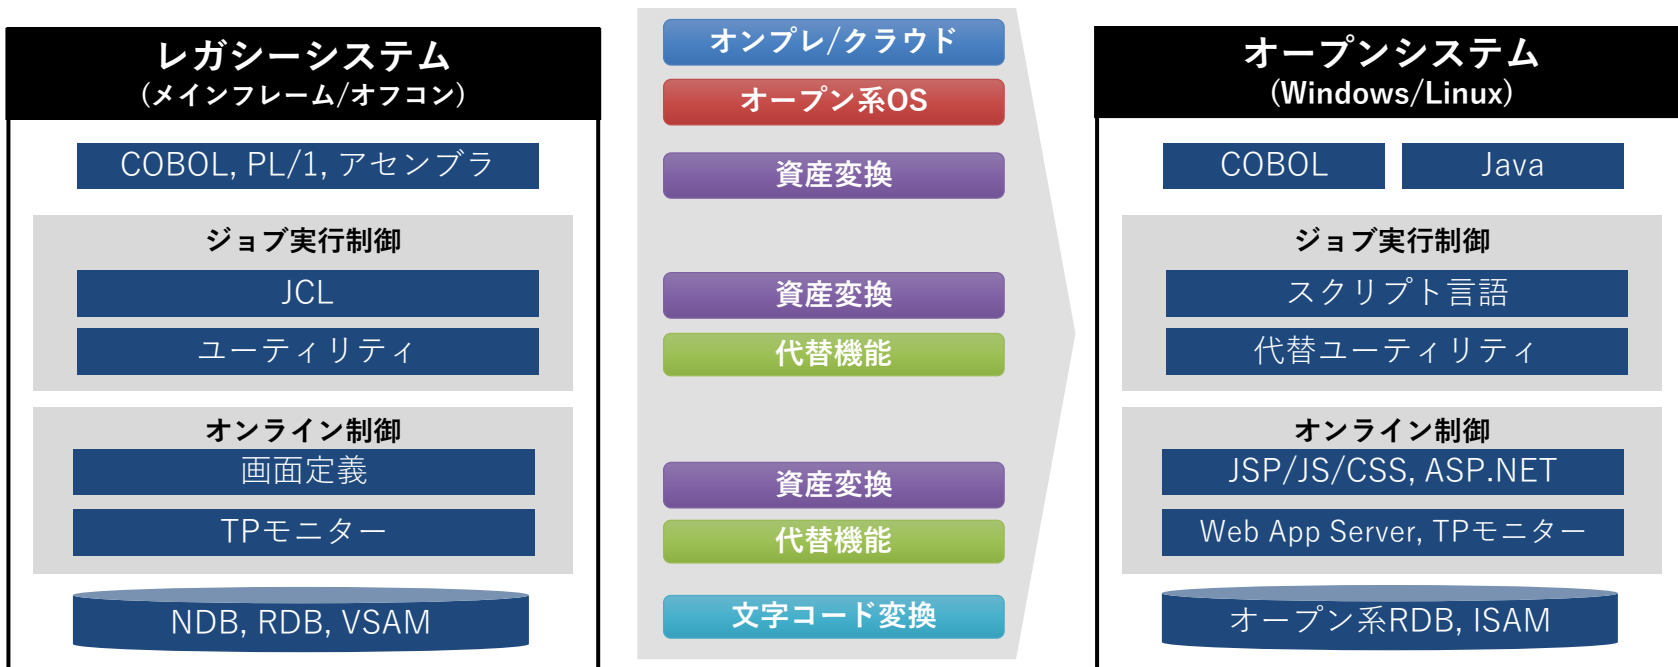 レガシーシステム
(メインフレーム/オフコン)
COBOL, PL/1, アセンブラ
ジョブ実行制御
JCL
ユーティリティ
オンライン制御
画面定義
TPモニター
NDB, RDB, VSAM
オンプレ/クラウド
オープン系OS
資産変換
資産変換
代替機能
資産変換
代替機能
文字コード変換
オープンシステム
(Windows/Linux)
COBOL
Java
ジョブ実行制御
スクリプト言語
代替ユーティリティ
オンライン制御
JSP/JS/CSS, ASP.NET
Web App Server, TPモニター
オープン系RDB, ISAM